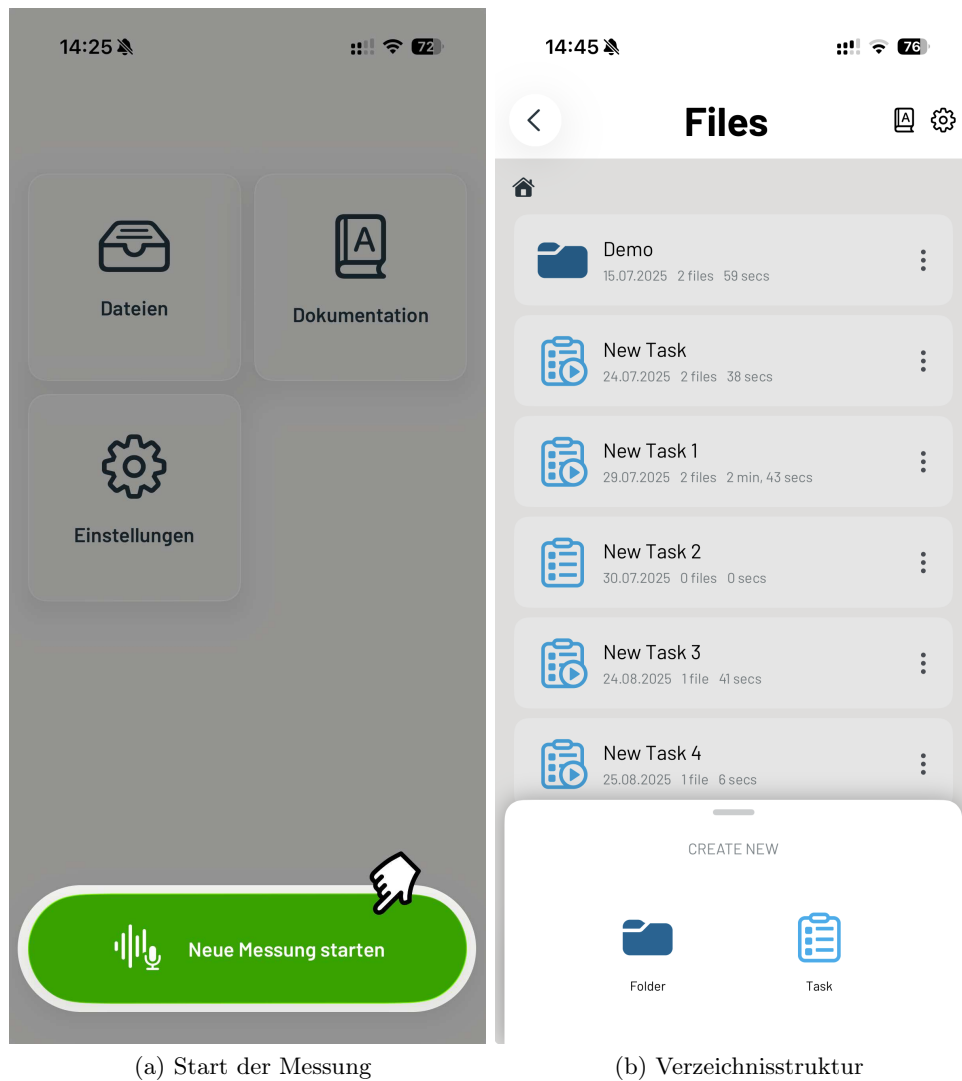 14:25
72
Dateien
Dokumentation
Einstellungen
Neue Messung starten
(a) Start der Messung
14:45
76
Files
A
Demo
15.07.2025 2 files 59 secs
New Task
24.07.2025 2 files 38 secs
New Task 1
29.07.2025 2 files 2 min, 43 secs
New Task 2
30.07.2025 0 files 0 secs
New Task 3
24.08.2025 1 file 41 secs
New Task 4
25.08.2025 1 file 6 secs
CREATE NEW
Folder
Task
(b) Verzeichnisstruktur